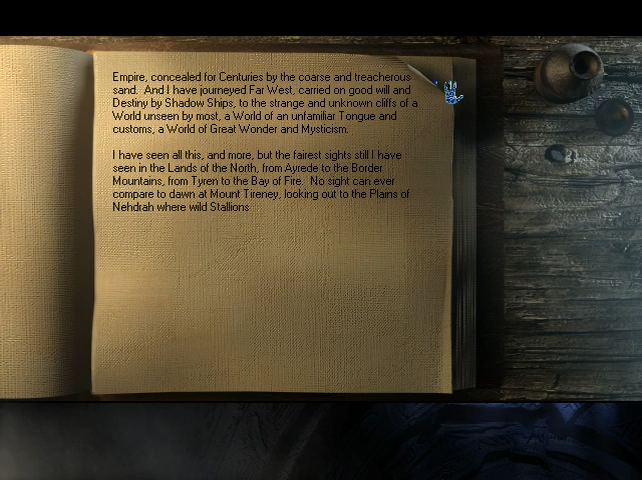 Empire, concealed for Centuries by the coarse and treacherous
sand.  And I have journeyed Far West, carried on good will and
Destiny by Shadow Ships, to the strange and unknown cliffs of a
World unseen by most, a World of an unfamiliar Tongue and
customs, a World of Great Wonder and Mysticism.
I have seen all this, and more, but the fairest sights still I have
seen in the Lands of the North, from Ayrede to the Border
Mountains, from Tyren to the Bay of Fire.  No sight can ever
compare to dawn at Mount Tireney, looking out to the Plains of
Nehdrah where wild Stallions